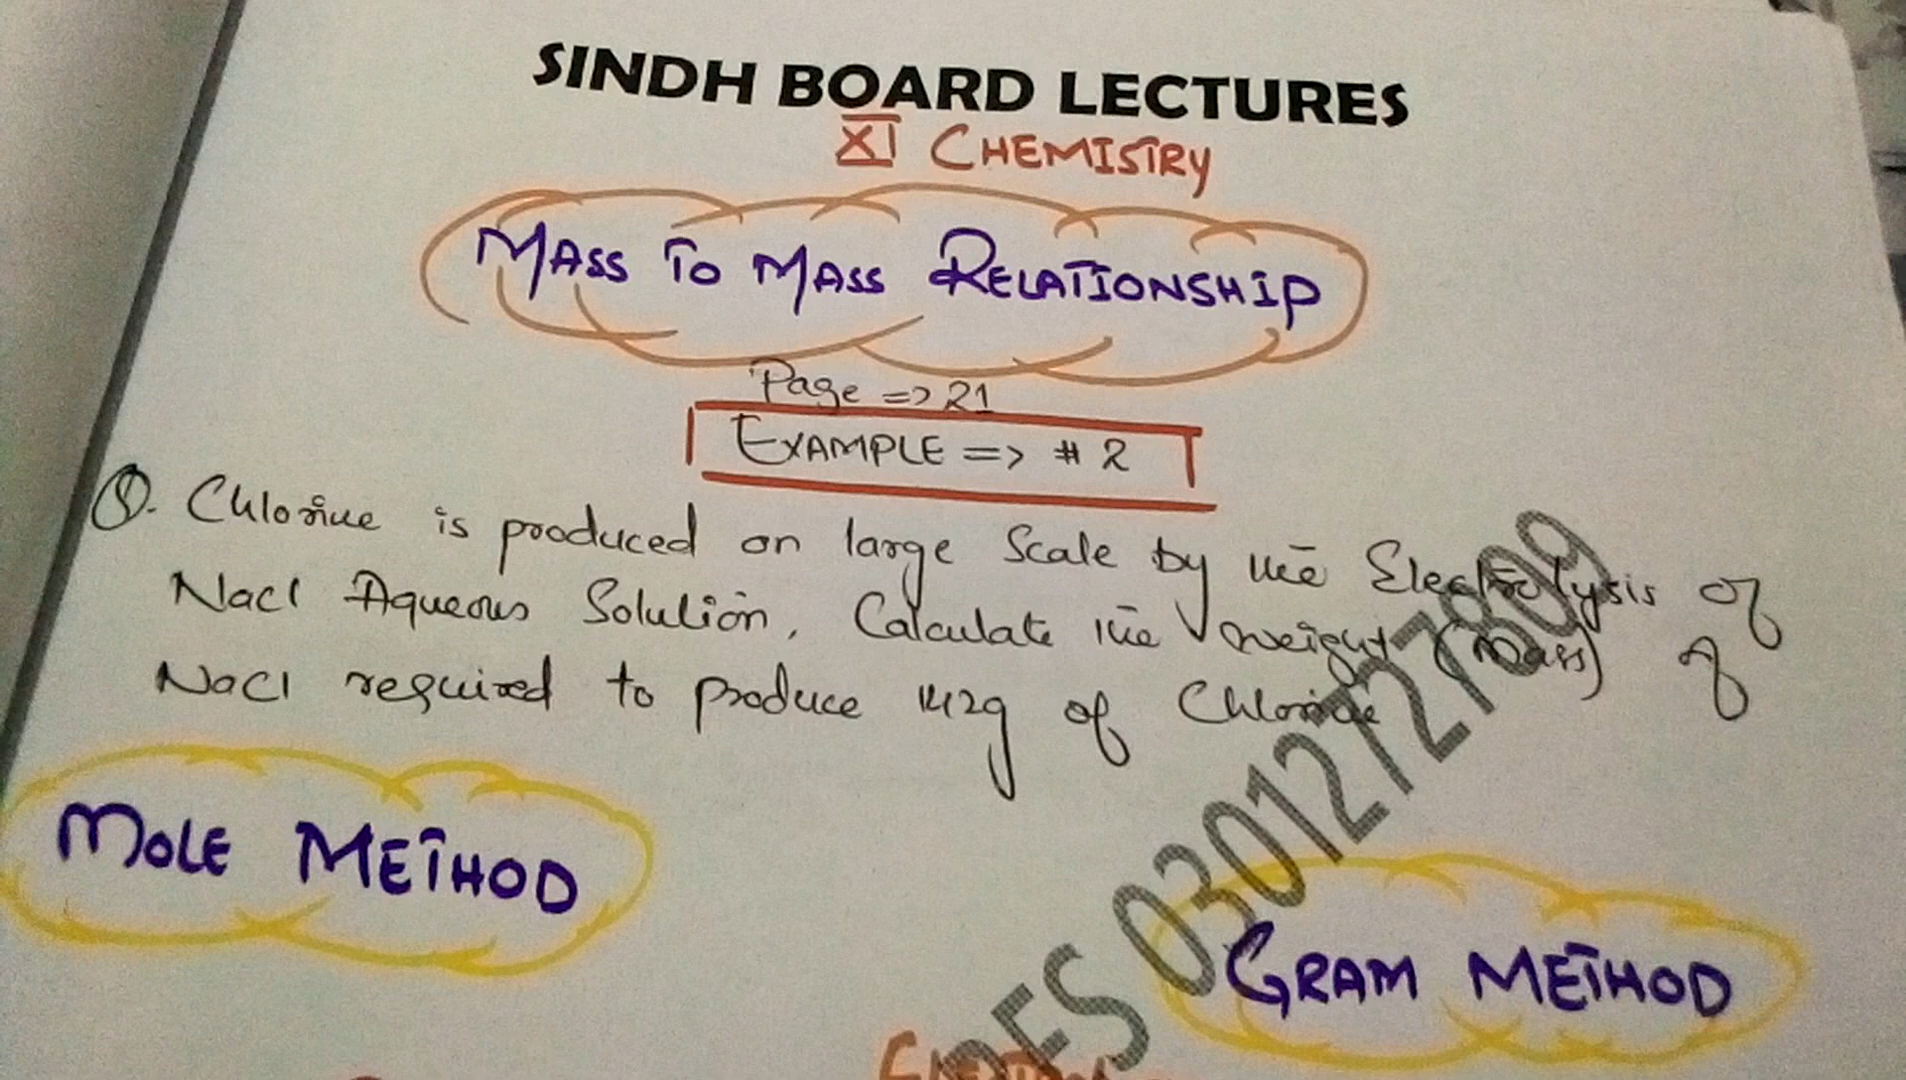 SINDH BOARD LECTURES
XI CHEMISTRY
MASS TO MASS RELATIONSHIP
Page => 21
EXAMPLE => # 2
Q. Chlorine is produced on large Scale by the Electrolysis of
NaCl Aqueous Solution, Calculate the weight (mass) of
NaCl required to produce 142g of Chlorine
MOLE METHOD
GRAM METHOD
03012727809